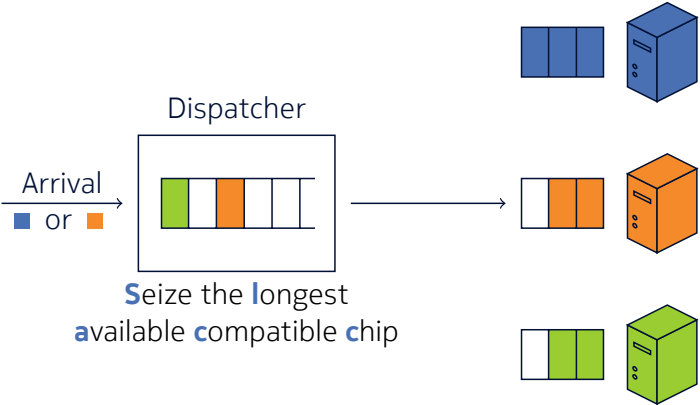 Dispatcher
Arrival
or
Seize the longest
available compatible chip